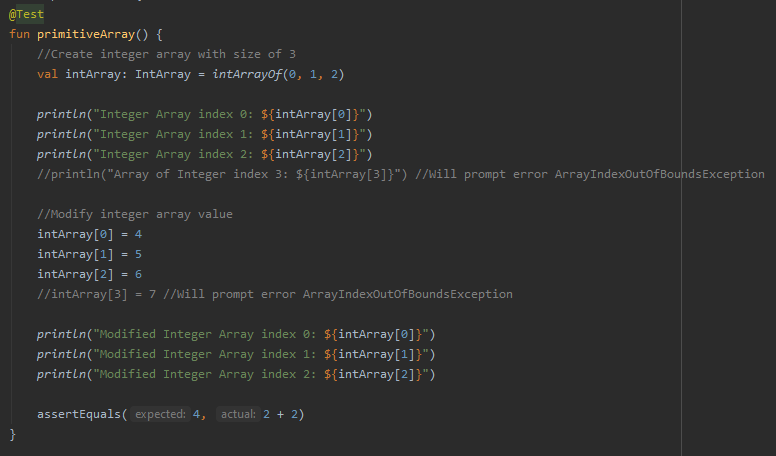 @Test
fun primitiveArray() {
//Create integer array with size of 3
val intArray: IntArray = intArrayOf(0, 1, 2)
println("Integer Array index 0: ${intArray[0]}")
println("Integer Array index 1: ${intArray[1]}")
println("Integer Array index 2: ${intArray[2]}")
//println("Array of Integer index 3: ${intArray[3]}") //Will prompt error ArrayIndexOutOfBoundsException
//Modify integer array value
intArray[0] = 4
intArray[1] = 5
intArray[2] = 6
//intArray[3] = 7 //Will prompt error ArrayIndexOutOfBoundsException
println("Modified Integer Array index 0: ${intArray[0]}")
println("Modified Integer Array index 1: ${intArray[1]}")
println("Modified Integer Array index 2: ${intArray[2]}")
assertEquals( expected: 4, actual: 2 + 2)
}